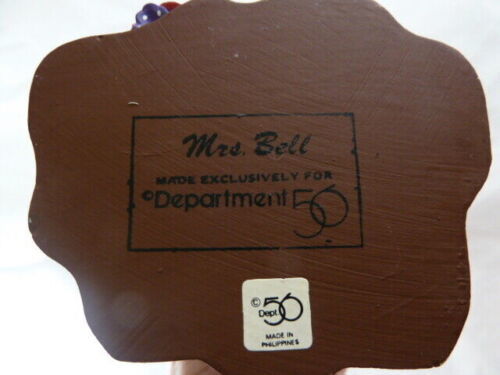 Mrs. Bell
MADE EXCLUSIVELY FOR
©Department 56
© 56
Dept.
MADE IN
PHILIPPINES